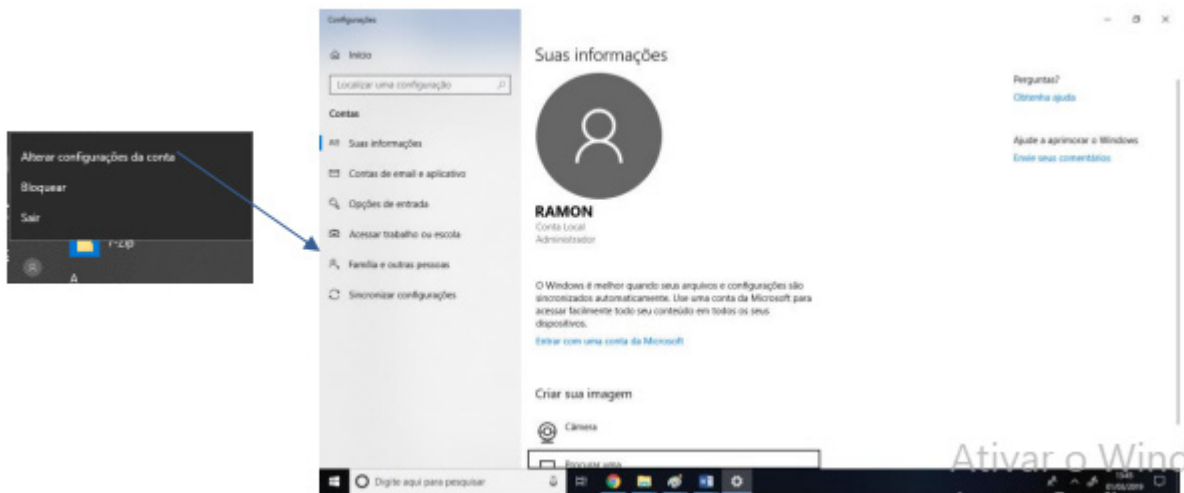 Alterar configurações da conta
Bloquear
Sair
7-Zip
A
Configurações
Início
Localizar uma configuração
Contas
Suas informações
Contas de email e aplicativo
Opções de entrada
Acessar trabalho ou escola
Família e outras pessoas
Sincronizar configurações
Suas informações
RAMON
Conta Local
Administrador
O Windows é melhor quando seus arquivos e configurações são
sincronizados automaticamente. Use uma conta da Microsoft para
acessar facilmente todo seu conteúdo em todos os seus
dispositivos.
Entrar com uma conta da Microsoft
Criar sua imagem
Câmera
Procurar uma
Perguntas?
Obtenha ajuda
Ajude a aprimorar o Windows
Envie seus comentários
Ativar o Wind
Digite aqui para pesquisar